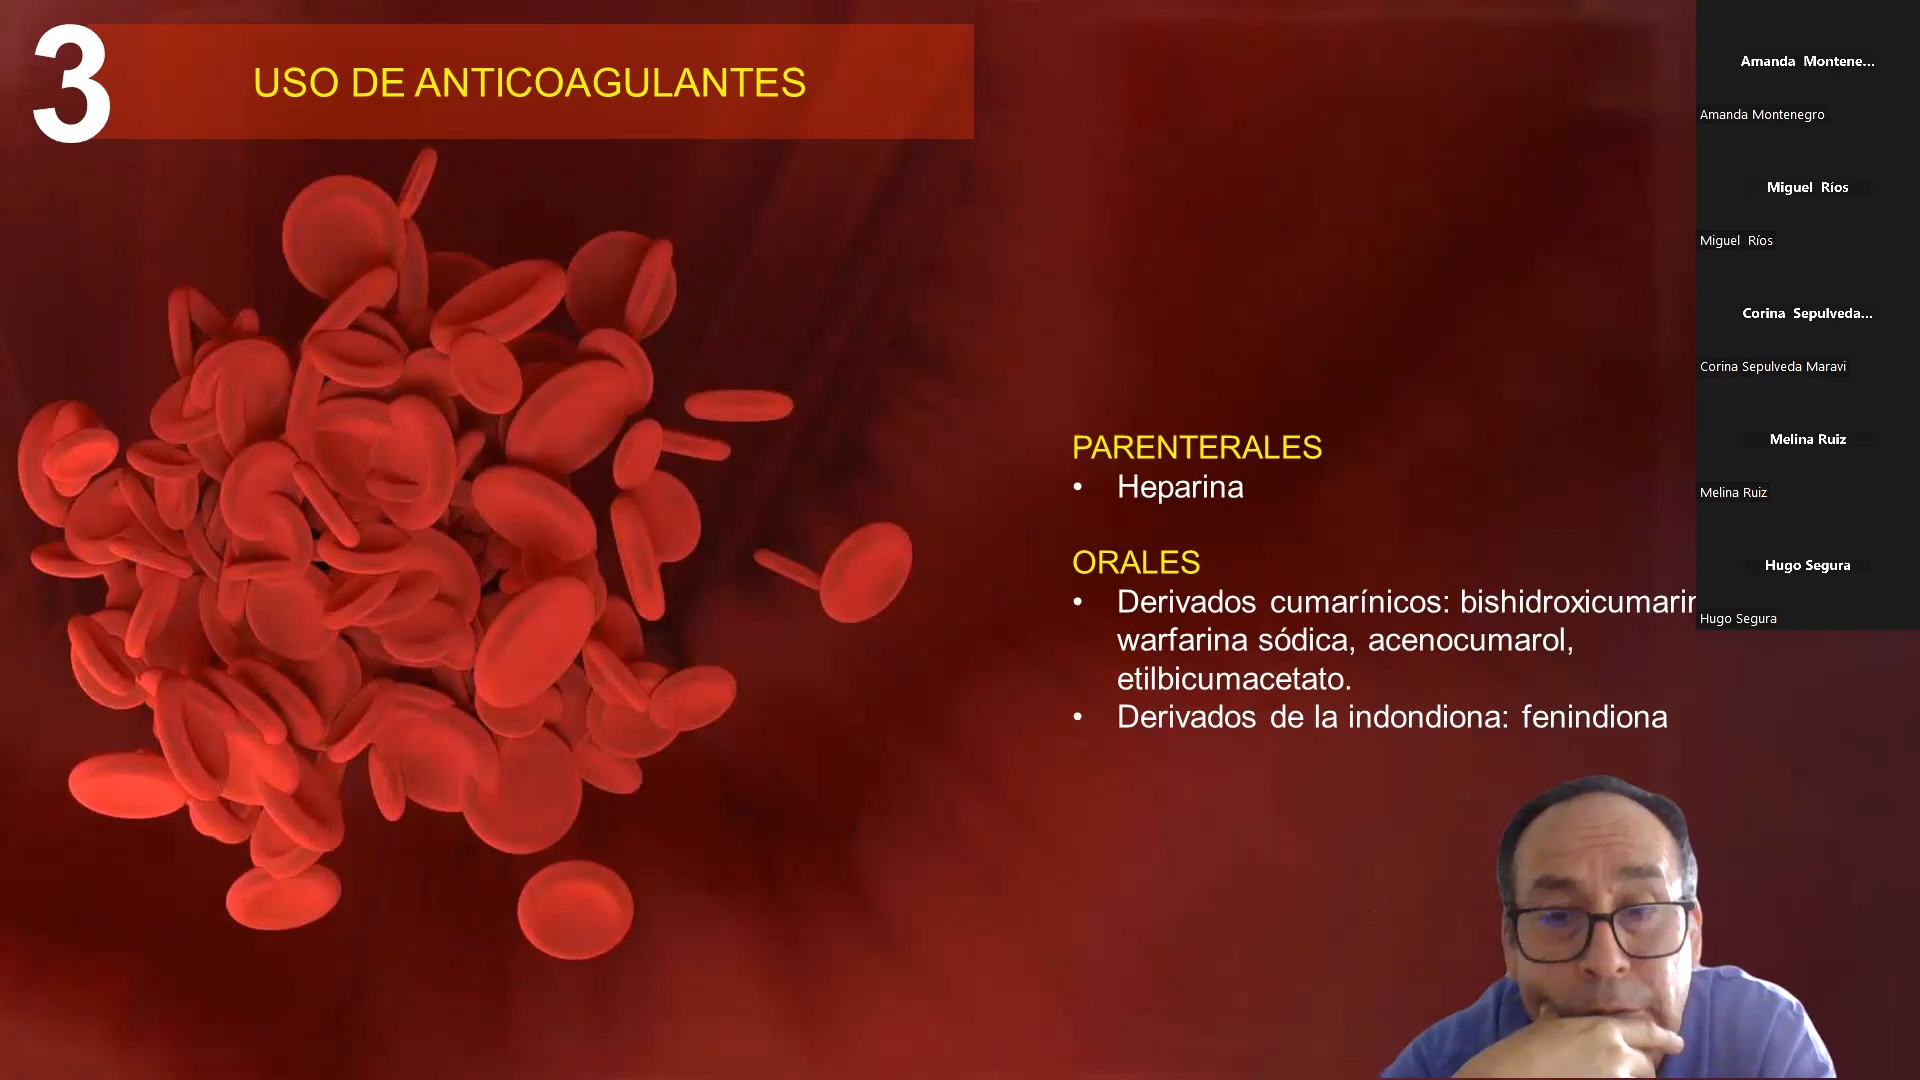 3
USO DE ANTICOAGULANTES
PARENTERALES
• Heparina
ORALES
• Derivados cumarínicos:
warfarina sódica, acenocumarol,
etilbicumacetato.
• Derivados de la indondiona: fenindiona
Amanda Montene...
Amanda Montenegro
Miguel Ríos
Miguel Ríos
Corina Sepulveda...
Corina Sepulveda Maravi
Melina Ruiz
Melina Ruiz
Hugo Segura
Hugo Segura